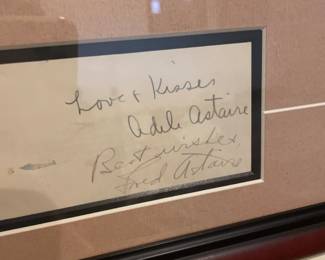 Love & Kisses
Adele Astaire
Best wishes,
Fred Astaire